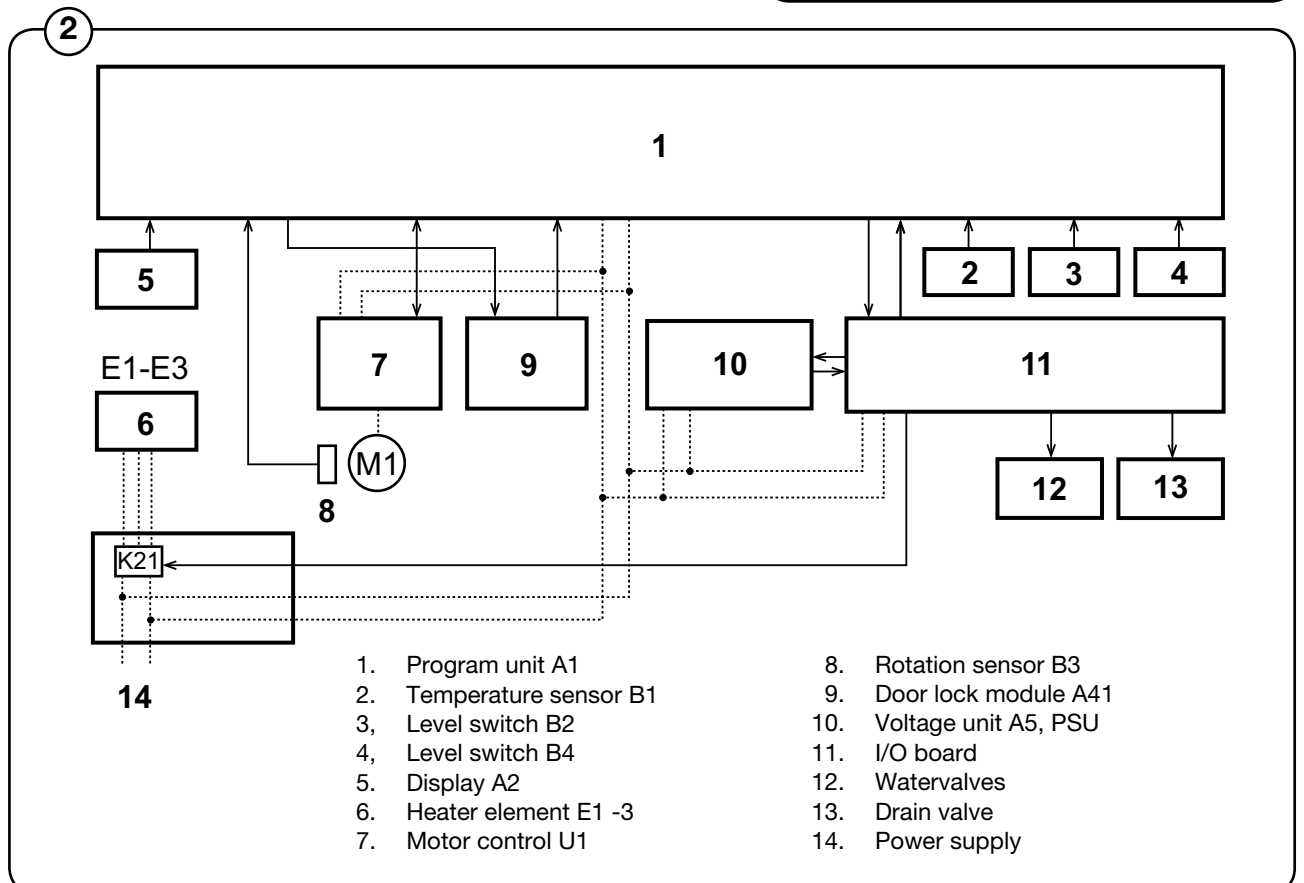 2
1
5
2
3
4
7
9
10
11
E1-E3
6
M1
8
12
13
K21
14
1. Program unit A1
2. Temperature sensor B1
3, Level switch B2
4, Level switch B4
5. Display A2
6. Heater element E1 -3
7. Motor control U1
8. Rotation sensor B3
9. Door lock module A41
10. Voltage unit A5, PSU
11. I/O board
12. Watervalves
13. Drain valve
14. Power supply